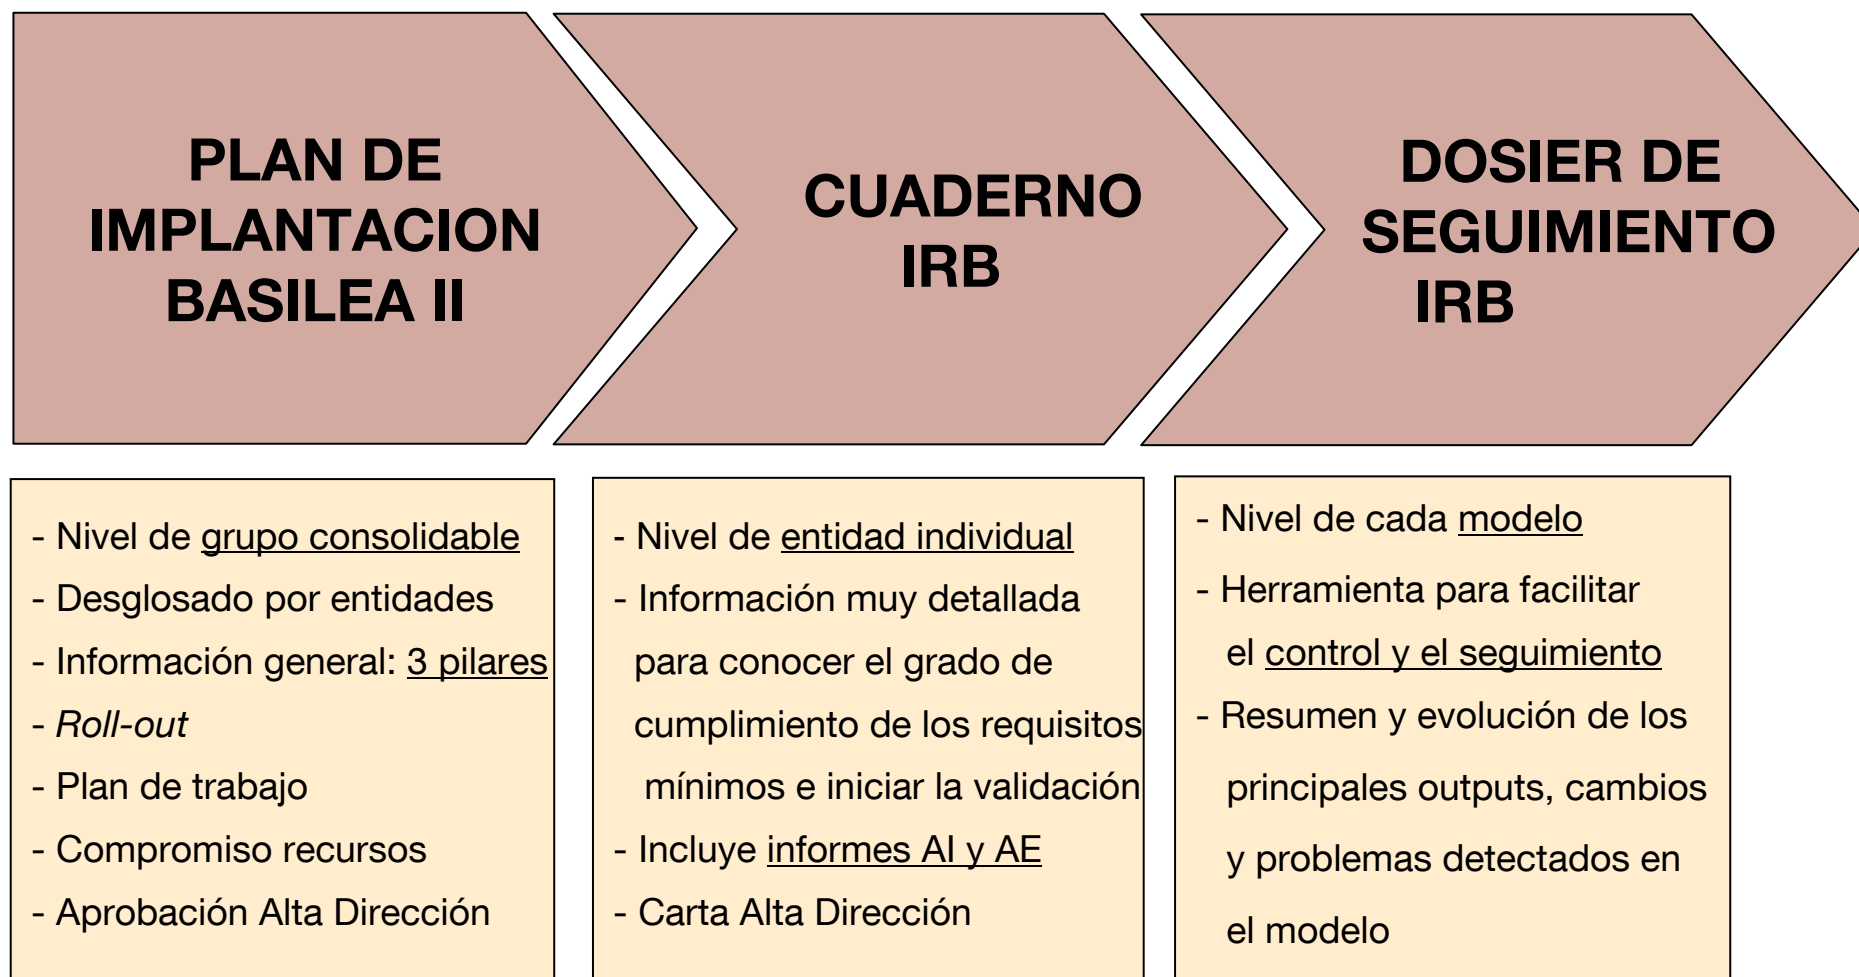 PLAN DE
IMPLANTACION
BASILEA II
CUADERNO
IRB
DOSIER DE
SEGUIMIENTO
IRB
- Nivel de grupo consolidable
- Desglosado por entidades
- Información general: 3 pilares
- Roll-out
- Plan de trabajo
- Compromiso recursos
- Aprobación Alta Dirección
- Nivel de entidad individual
- Información muy detallada
para conocer el grado de
cumplimiento de los requisitos
mínimos e iniciar la validación
- Incluye informes AI y AE
- Carta Alta Dirección
- Nivel de cada modelo
- Herramienta para facilitar
el control y el seguimiento
- Resumen y evolución de los
principales outputs, cambios
y problemas detectados en
el modelo